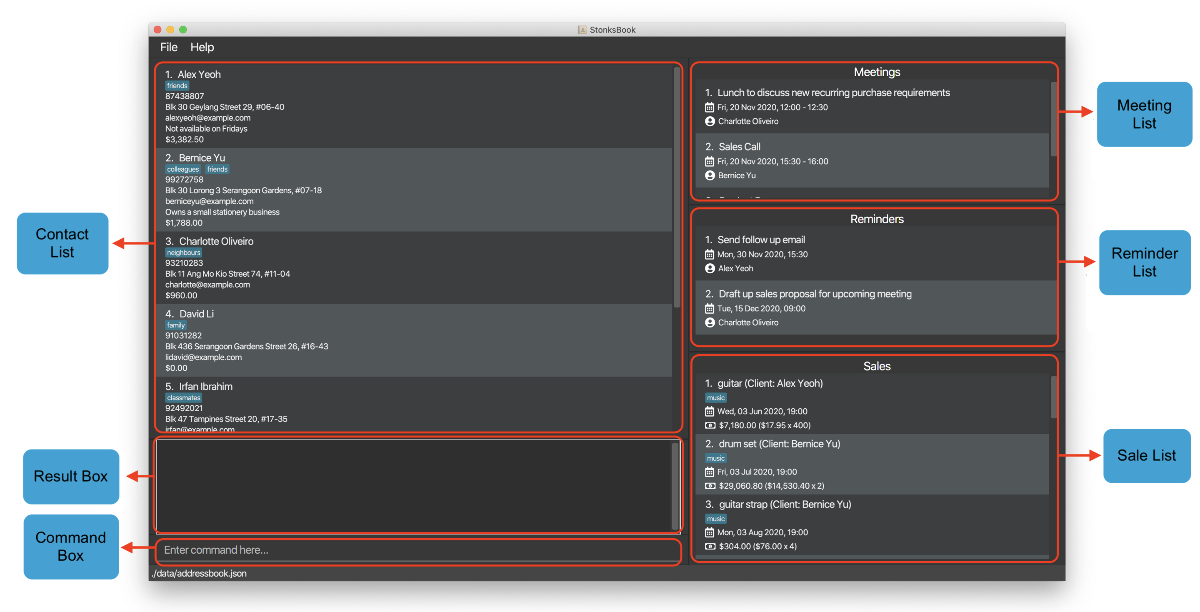 StonksBook
File Help
1. Alex Yeoh
friends
87438807
Blk 30 Geylang Street 29, #06-40
alexyeoh@example.com
Not available on Fridays
$3,382.50
2. Bernice Yu
colleagues friends
99272758
Blk 30 Lorong 3 Serangoon Gardens, #07-18
berniceyu@example.com
Owns a small stationery business
$1,788.00
3. Charlotte Oliveiro
neighbours
93210283
Blk 11 Ang Mo Kio Street 74, #11-04
charlotte@example.com
$960.00
4. David Li
family
91031282
Blk 436 Serangoon Gardens Street 26, #16-43
lidavid@example.com
$0.00
5. Irfan Ibrahim
classmates
92492021
Blk 47 Tampines Street 20, #17-35
irfan@example.com
Enter command here...
./data/addressbook.json
Meetings
1. Lunch to discuss new recurring purchase requirements
Fri, 20 Nov 2020, 12:00 - 12:30
Charlotte Oliveiro
2. Sales Call
Fri, 20 Nov 2020, 15:30 - 16:00
Bernice Yu
Reminders
1. Send follow up email
Mon, 30 Nov 2020, 15:30
Alex Yeoh
2. Draft up sales proposal for upcoming meeting
Tue, 15 Dec 2020, 09:00
Charlotte Oliveiro
Sales
1. guitar (Client: Alex Yeoh)
music
Wed, 03 Jun 2020, 19:00
$7,180.00 ($17.95 x 400)
2. drum set (Client: Bernice Yu)
music
Fri, 03 Jul 2020, 19:00
$29,060.80 ($14,530.40 x 2)
3. guitar strap (Client: Bernice Yu)
music
Mon, 03 Aug 2020, 19:00
$304.00 ($76.00 x 4)
Contact
List
Result Box
Command
Box
Meeting
List
Reminder
List
Sale List